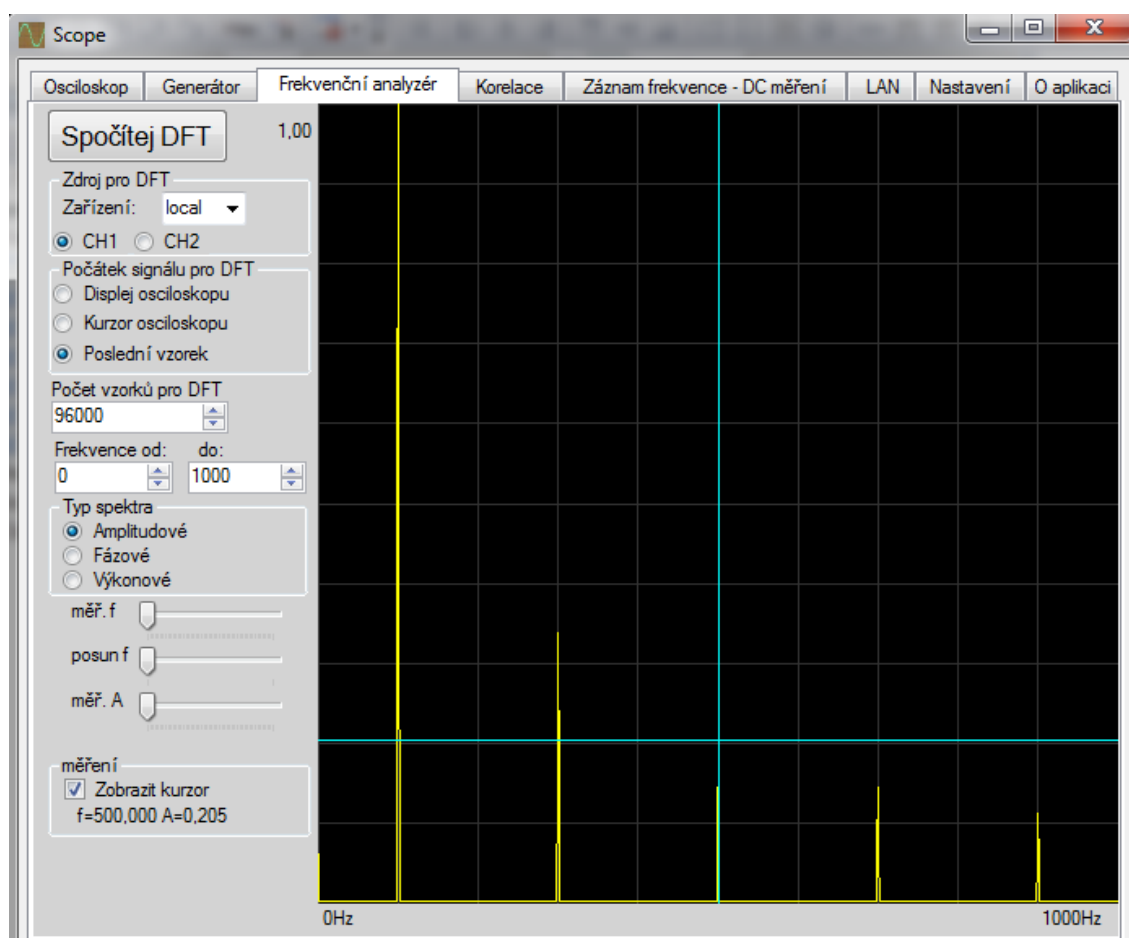 Scope
Osciloskop Generátor Frekvenční analyzér Korelace Záznam frekvence - DC měření LAN Nastavení O aplikaci
Spočítej DFT 1,00
Zdroj pro DFT
Zařízení: local
CH1 CH2
Počátek signálu pro DFT
Displej osciloskopu
Kurzor osciloskopu
Poslední vzorek
Počet vzorků pro DFT
96000
Frekvence od: do:
0 1000
Typ spektra
Amplitudové
Fázové
Výkonové
měř. f
posun f
měř. A
měření
Zobrazit kurzor
f=500,000 A=0,205
0Hz 1000Hz